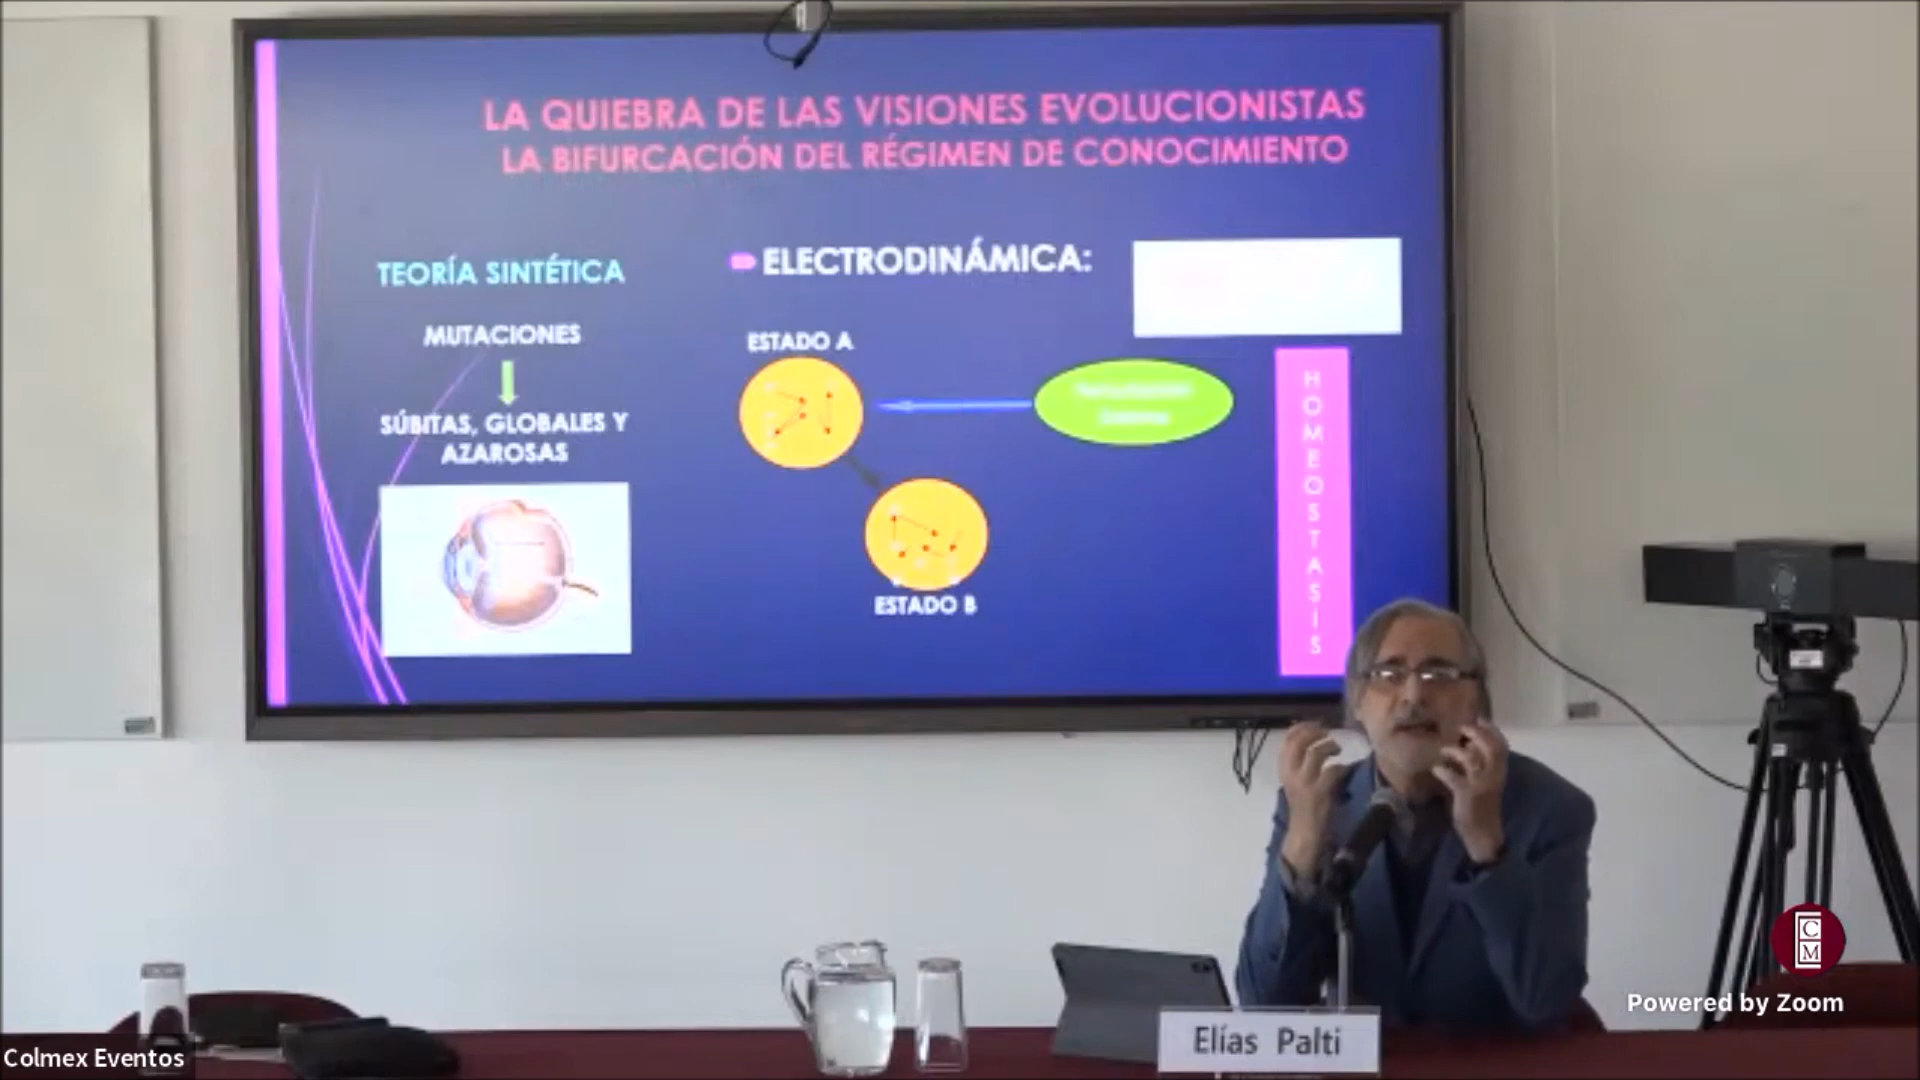 LA QUIEBRA DE LAS VISIONES EVOLUCIONISTAS
LA BIFURCACIÓN DEL RÉGIMEN DE CONOCIMIENTO
TEORÍA SINTÉTICA
MUTACIONES
SÚBITAS, GLOBALES Y
AZAROSAS
ELECTRODINÁMICA:
ESTADO A
ESTADO B
HOMEOSTASIS
Elías Palti
CM
Powered by Zoom
Colmex Eventos